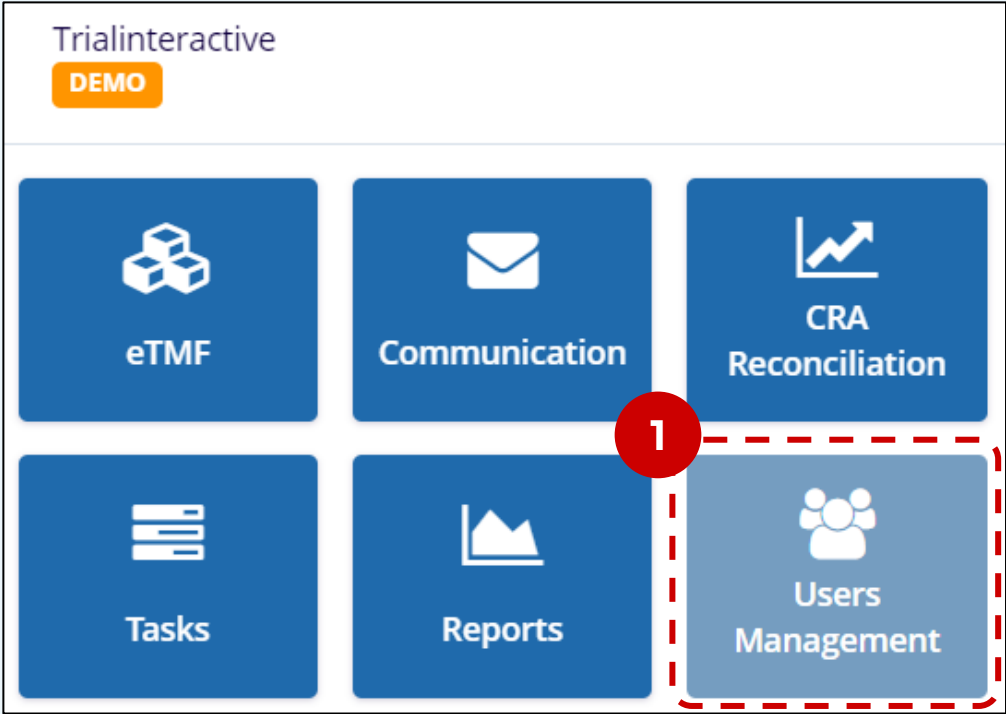 Trialinteractive
DEMO
eTMF
Communication
CRA
Reconciliation
1
Tasks
Reports
Users
Management